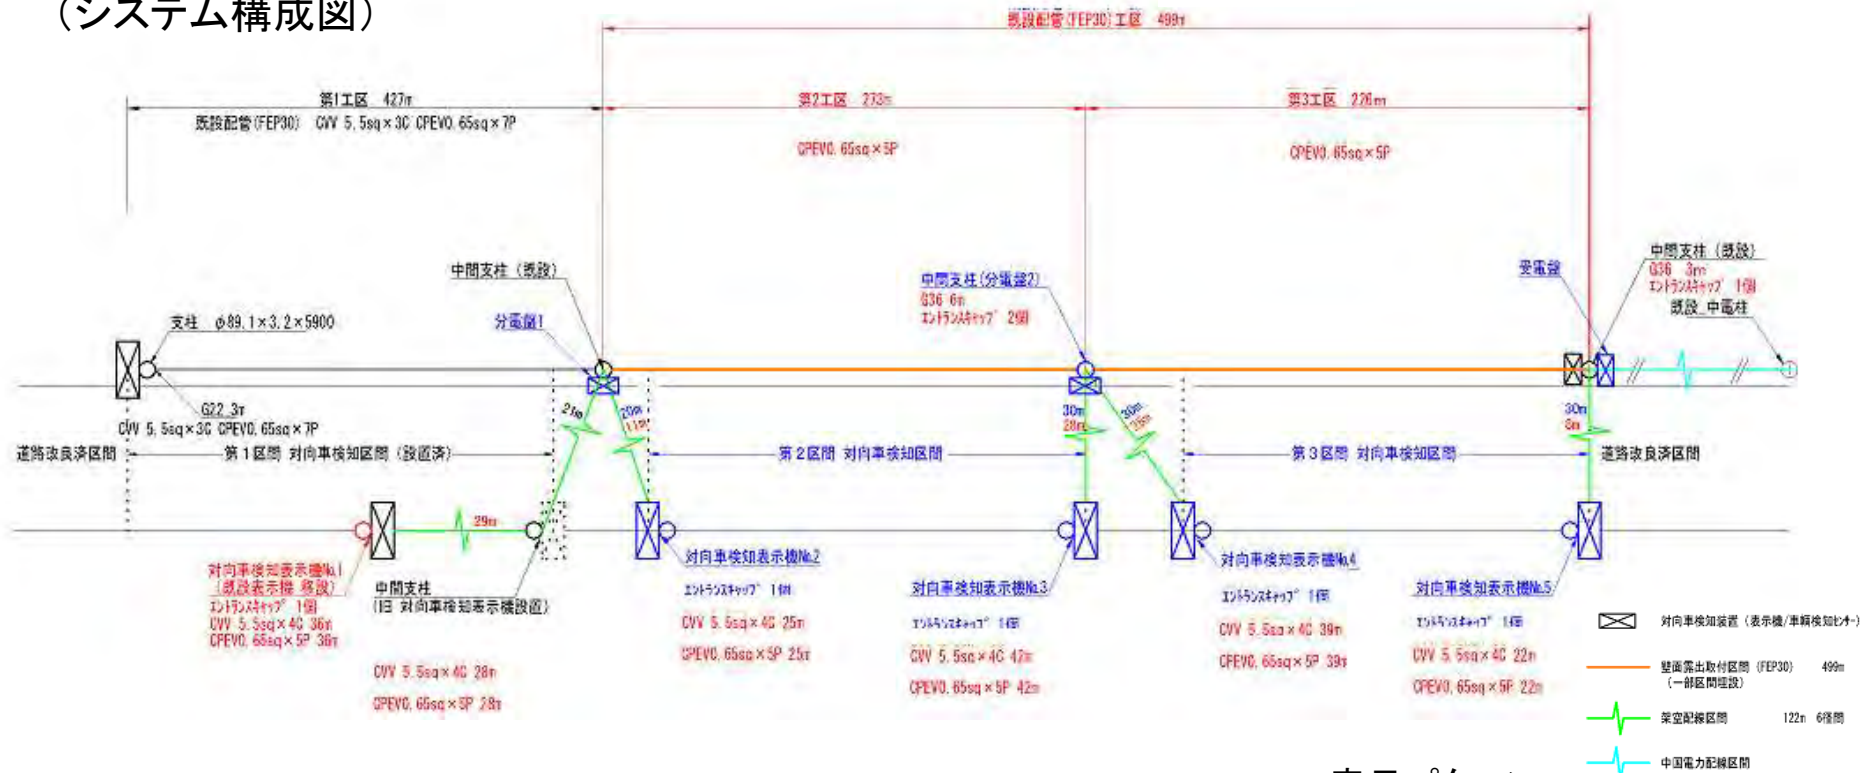 （システム構成図）
既設配管(FEP30)工区 499m
第1工区 427m
既設配管(FEP30) CVV 5.5sq×3C CPEV0.65sq×7P
第2工区 273m
CPEV0.65sq×5P
第3工区 226m
CPEV0.65sq×5P
中間支柱（既設）
支柱 φ89.1×3.2×5900
分電盤1
中間支柱(分電盤2)
G36 6m
エントランスキャップ 2個
受電盤
中間支柱（既設）
G36 3m
エントランスキャップ 1個
既設 中電柱
G22 3m
CVV 5.5sq×3C CPEV0.65sq×7P
21m
20m
11m
30m
28m
30m
30m
8m
道路改良済区間
第１区間 対向車検知区間（設置済）
第２区間 対向車検知区間
第３区間 対向車検知区間
道路改良済区間
29m
対向車検知表示機№1
（既設表示機 移設）
エントランスキャップ 1個
CVV 5.5sq×4C 36m
CPEV0.65sq×5P 36m
中間支柱
(旧 対向車検知表示機設置)
CVV 5.5sq×4C 28m
CPEV0.65sq×5P 28m
対向車検知表示機№2
エントランスキャップ 1個
CVV 5.5sq×4C 25m
CPEV0.65sq×5P 25m
対向車検知表示機№3
エントランスキャップ 1個
CVV 5.5sq×4C 42m
CPEV0.65sq×5P 42m
対向車検知表示機№4
エントランスキャップ 1個
CVV 5.5sq×4C 39m
CPEV0.65sq×5P 39m
対向車検知表示機№5
エントランスキャップ 1個
CVV 5.5sq×4C 22m
CPEV0.65sq×5P 22m
対向車検知装置（表示機/車輌検知センサー）
壁面露出取付区間 (FEP30) 499m
（一部区間埋設）
架空配線区間 122m 6径間
中国電力配線区間